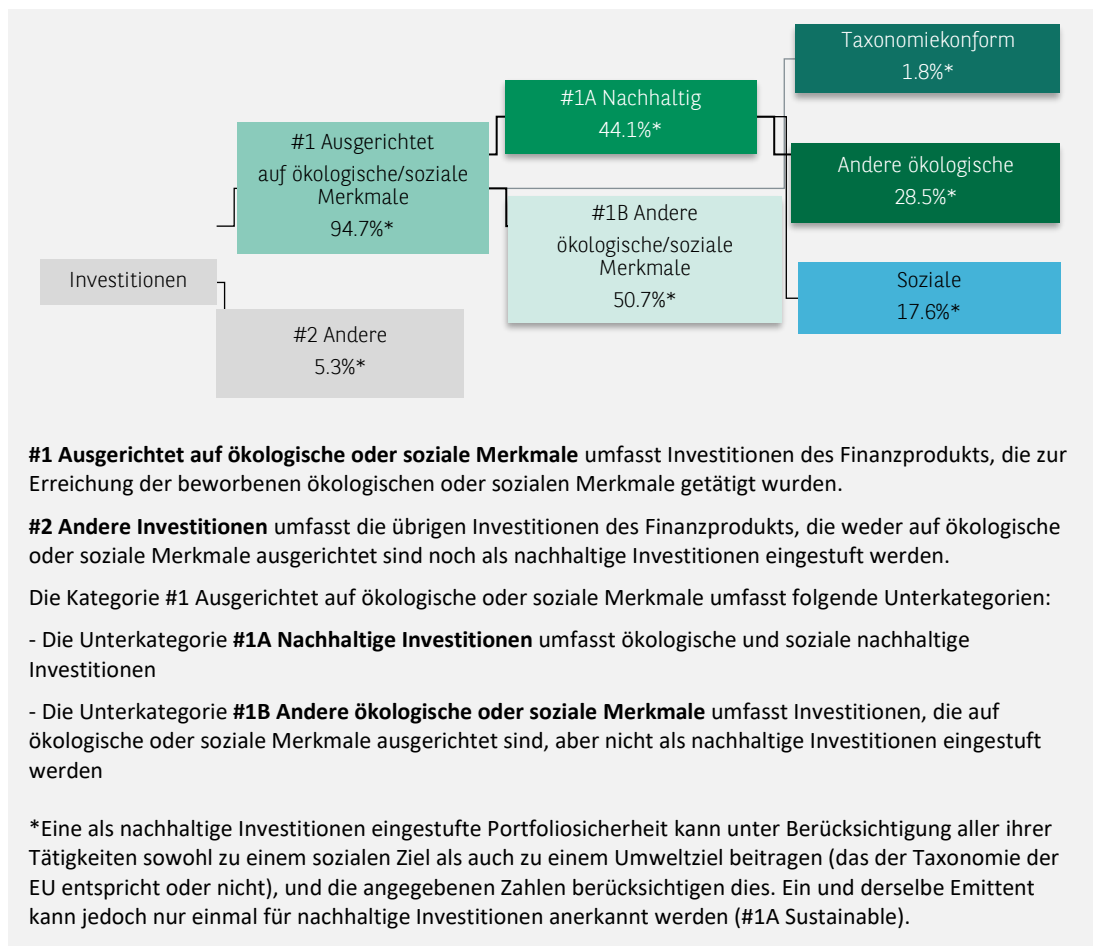 Taxonomiekonform
1.8%*
#1A Nachhaltig
44.1%*
#1 Ausgerichtet
auf ökologische/soziale
Merkmale
94.7%*
Andere ökologische
28.5%*
#1B Andere
ökologische/soziale
Merkmale
50.7%*
Investitionen
Soziale
17.6%*
#2 Andere
5.3%*
#1 Ausgerichtet auf ökologische oder soziale Merkmale umfasst Investitionen des Finanzprodukts, die zur
Erreichung der beworbenen ökologischen oder sozialen Merkmale getätigt wurden.
#2 Andere Investitionen umfasst die übrigen Investitionen des Finanzprodukts, die weder auf ökologische
oder soziale Merkmale ausgerichtet sind noch als nachhaltige Investitionen eingestuft werden.
Die Kategorie #1 Ausgerichtet auf ökologische oder soziale Merkmale umfasst folgende Unterkategorien:
- Die Unterkategorie #1A Nachhaltige Investitionen umfasst ökologische und soziale nachhaltige
Investitionen
- Die Unterkategorie #1B Andere ökologische oder soziale Merkmale umfasst Investitionen, die auf
ökologische oder soziale Merkmale ausgerichtet sind, aber nicht als nachhaltige Investitionen eingestuft
werden
*Eine als nachhaltige Investitionen eingestufte Portfoliosicherheit kann unter Berücksichtigung aller ihrer
Tätigkeiten sowohl zu einem sozialen Ziel als auch zu einem Umweltziel beitragen (das der Taxonomie der
EU entspricht oder nicht), und die angegebenen Zahlen berücksichtigen dies. Ein und derselbe Emittent
kann jedoch nur einmal für nachhaltige Investitionen anerkannt werden (#1A Sustainable).